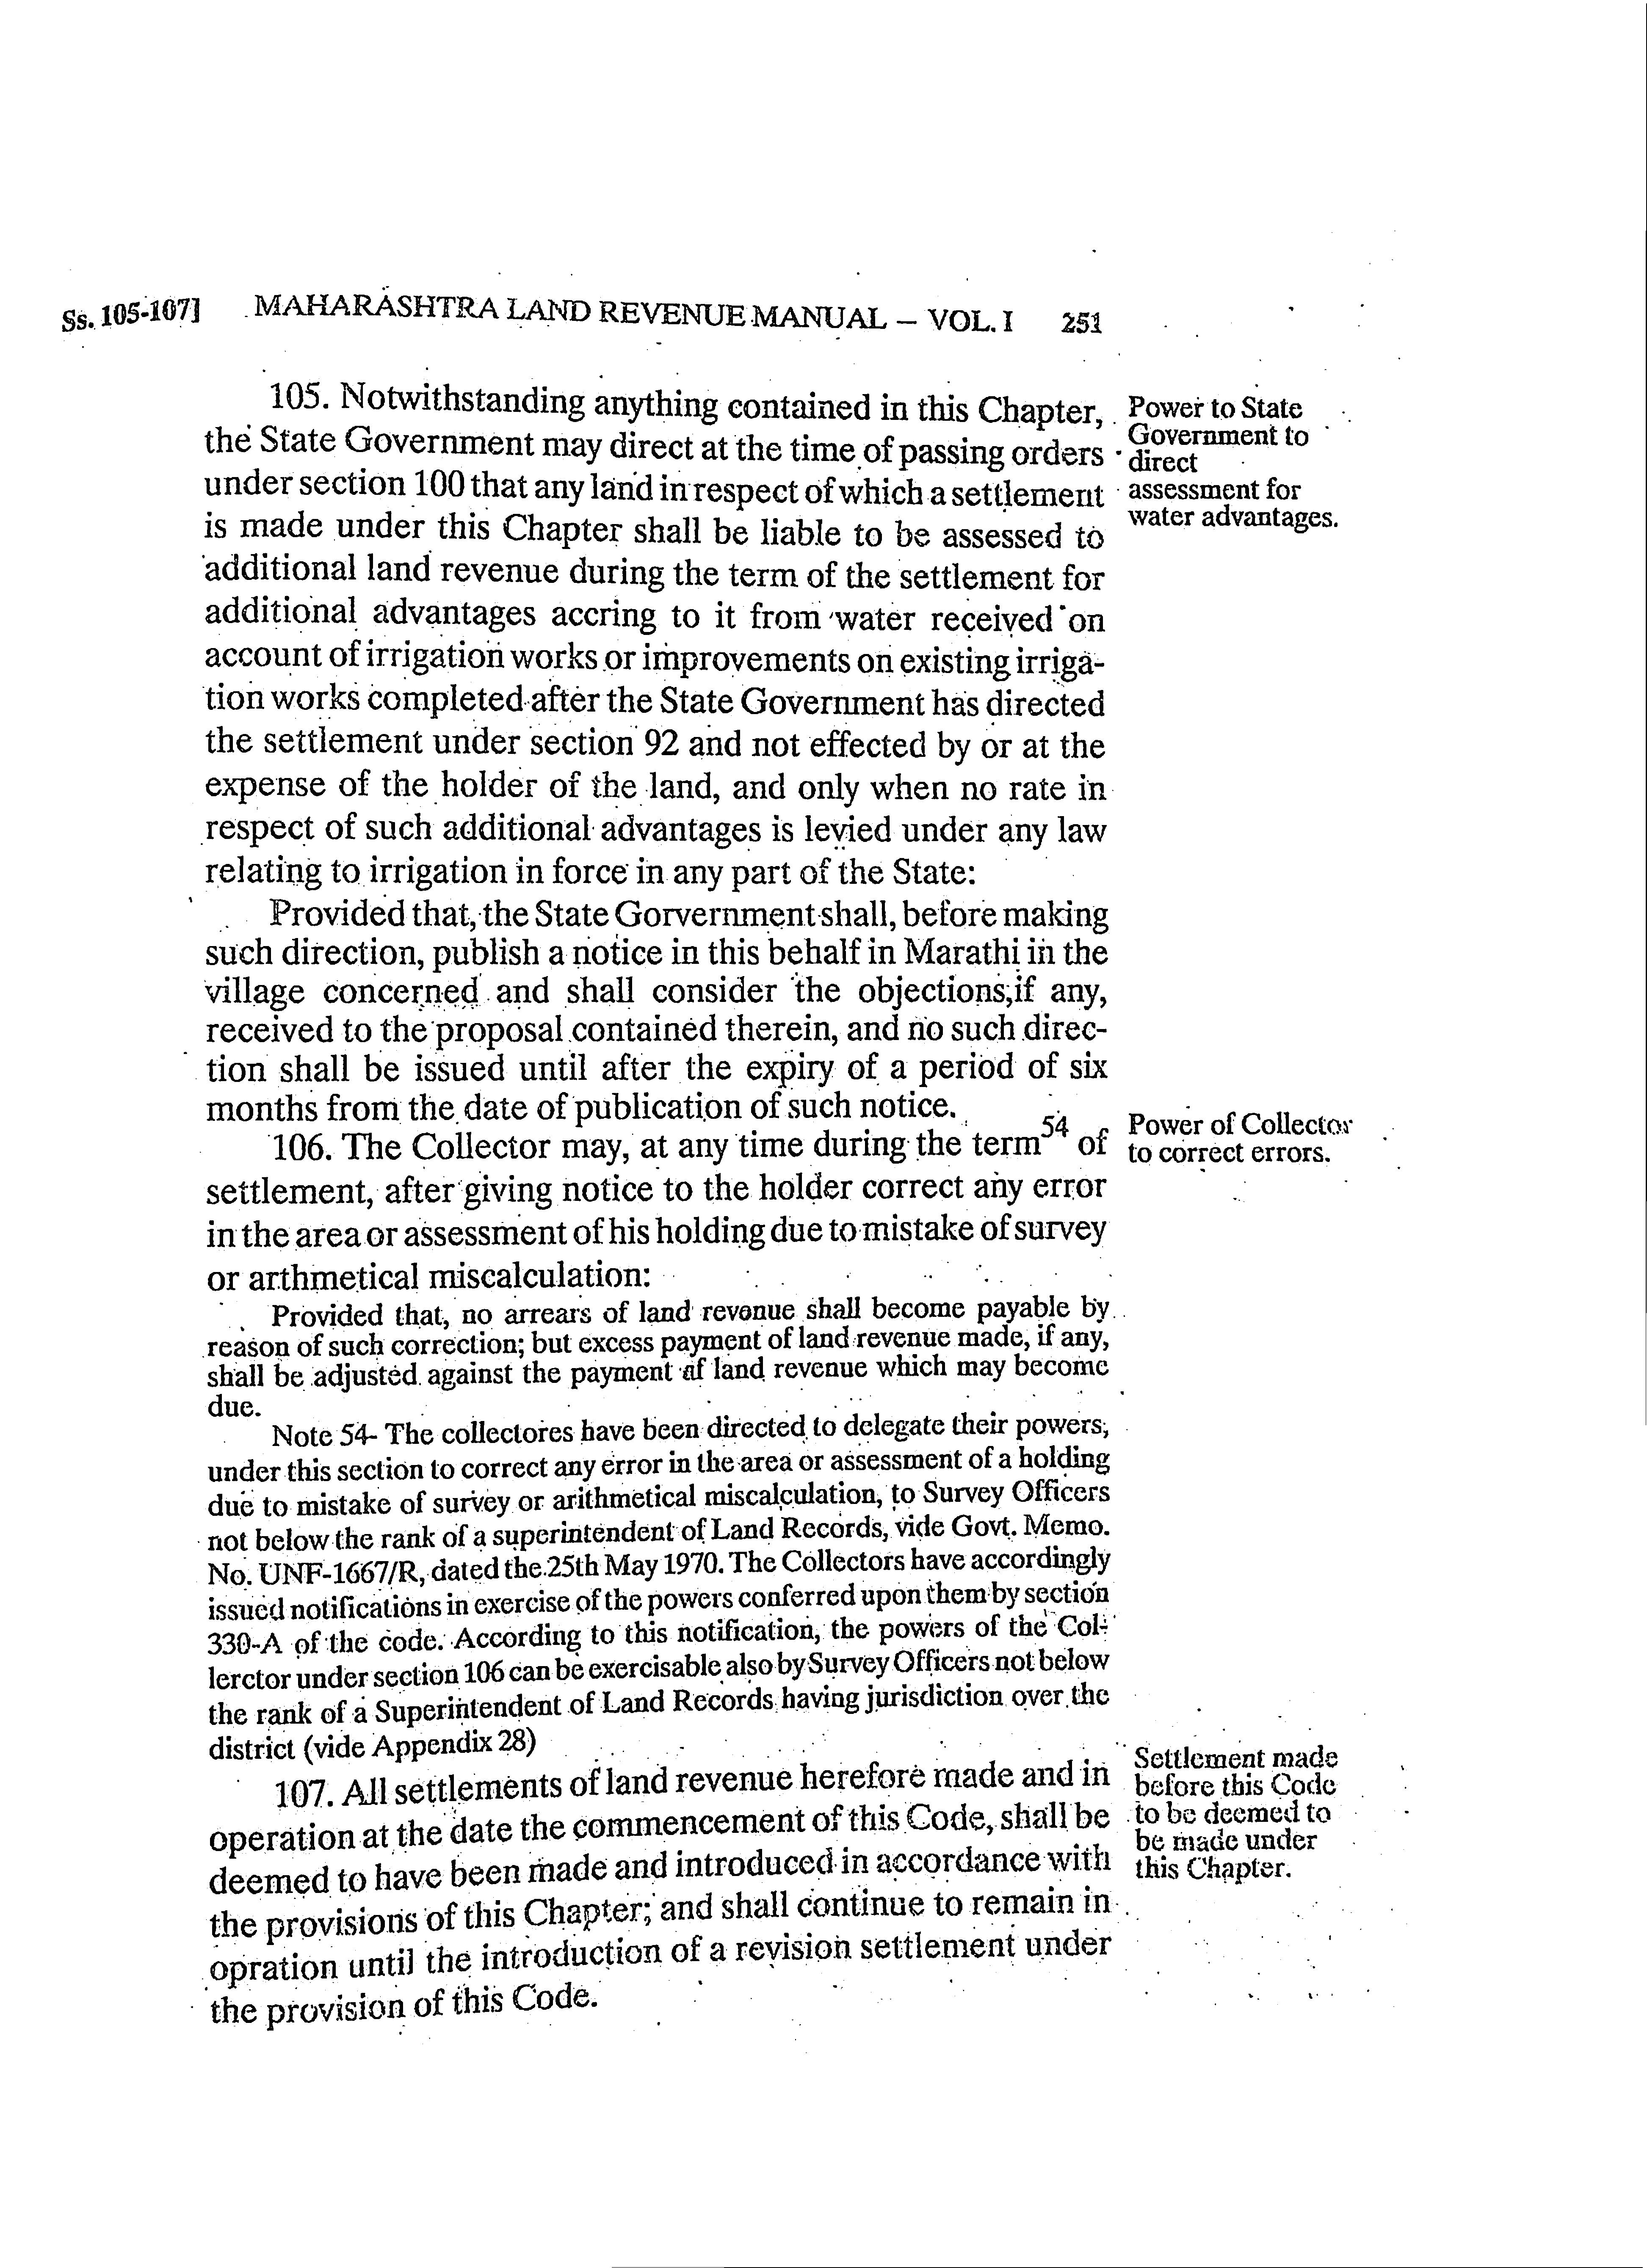 Ss. 105-107] MAHARASHTRA LAND REVENUE MANUAL – VOL. I 251
105. Notwithstanding anything contained in this Chapter,
the State Government may direct at the time of passing orders
under section 100 that any land in respect of which a settlement
is made under this Chapter shall be liable to be assessed to
additional land revenue during the term of the settlement for
additional advantages accring to it from water received on
account of irrigation works or improvements on existing irriga-
tion works completed after the State Government has directed
the settlement under section 92 and not effected by or at the
expense of the holder of the land, and only when no rate in
respect of such additional advantages is levied under any law
relating to irrigation in force in any part of the State:
Power to State
Government to
direct
assessment for
water advantages.
Provided that, the State Gorvernment shall, before making
such direction, publish a notice in this behalf in Marathi in the
village concerned and shall consider the objections, if any,
received to the proposal contained therein, and no such direc-
tion shall be issued until after the expiry of a period of six
months from the date of publication of such notice.
106. The Collector may, at any time during the term54 of
settlement, after giving notice to the holder correct any error
in the area or assessment of his holding due to mistake of survey
or arthmetical miscalculation:
Power of Collector
to correct errors.
Provided that, no arrears of land revenue shall become payable by
reason of such correction; but excess payment of land revenue made, if any,
shall be adjusted against the payment of land revenue which may become
due.
Note 54- The collectores have been directed to delegate their powers,
under this section to correct any error in the area or assessment of a holding
due to mistake of survey or arithmetical miscalculation, to Survey Officers
not below the rank of a superintendent of Land Records, vide Govt. Memo.
No. UNF-1667/R, dated the 25th May 1970. The Collectors have accordingly
issued notifications in exercise of the powers conferred upon them by section
330-A of the code. According to this notification, the powers of the Col-
lerctor under section 106 can be exercisable also by Survey Officers not below
the rank of a Superintendent of Land Records having jurisdiction over the
district (vide Appendix 28)
107. All settlements of land revenue herefore made and in
operation at the date the commencement of this Code, shall be
deemed to have been made and introduced in accordance with
the provisions of this Chapter; and shall continue to remain in
opration until the introduction of a revision settlement under
the provision of this Code.
Settlement made
before this Code
to be deemed to
be made under
this Chapter.